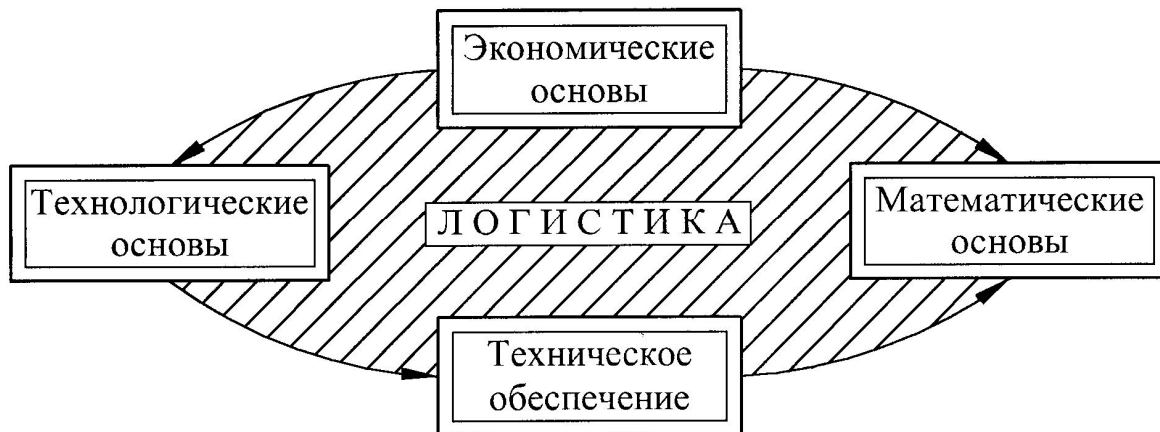 Экономические
основы
Технологические
основы
ЛОГИСТИКА
Математические
основы
Техническое
обеспечение